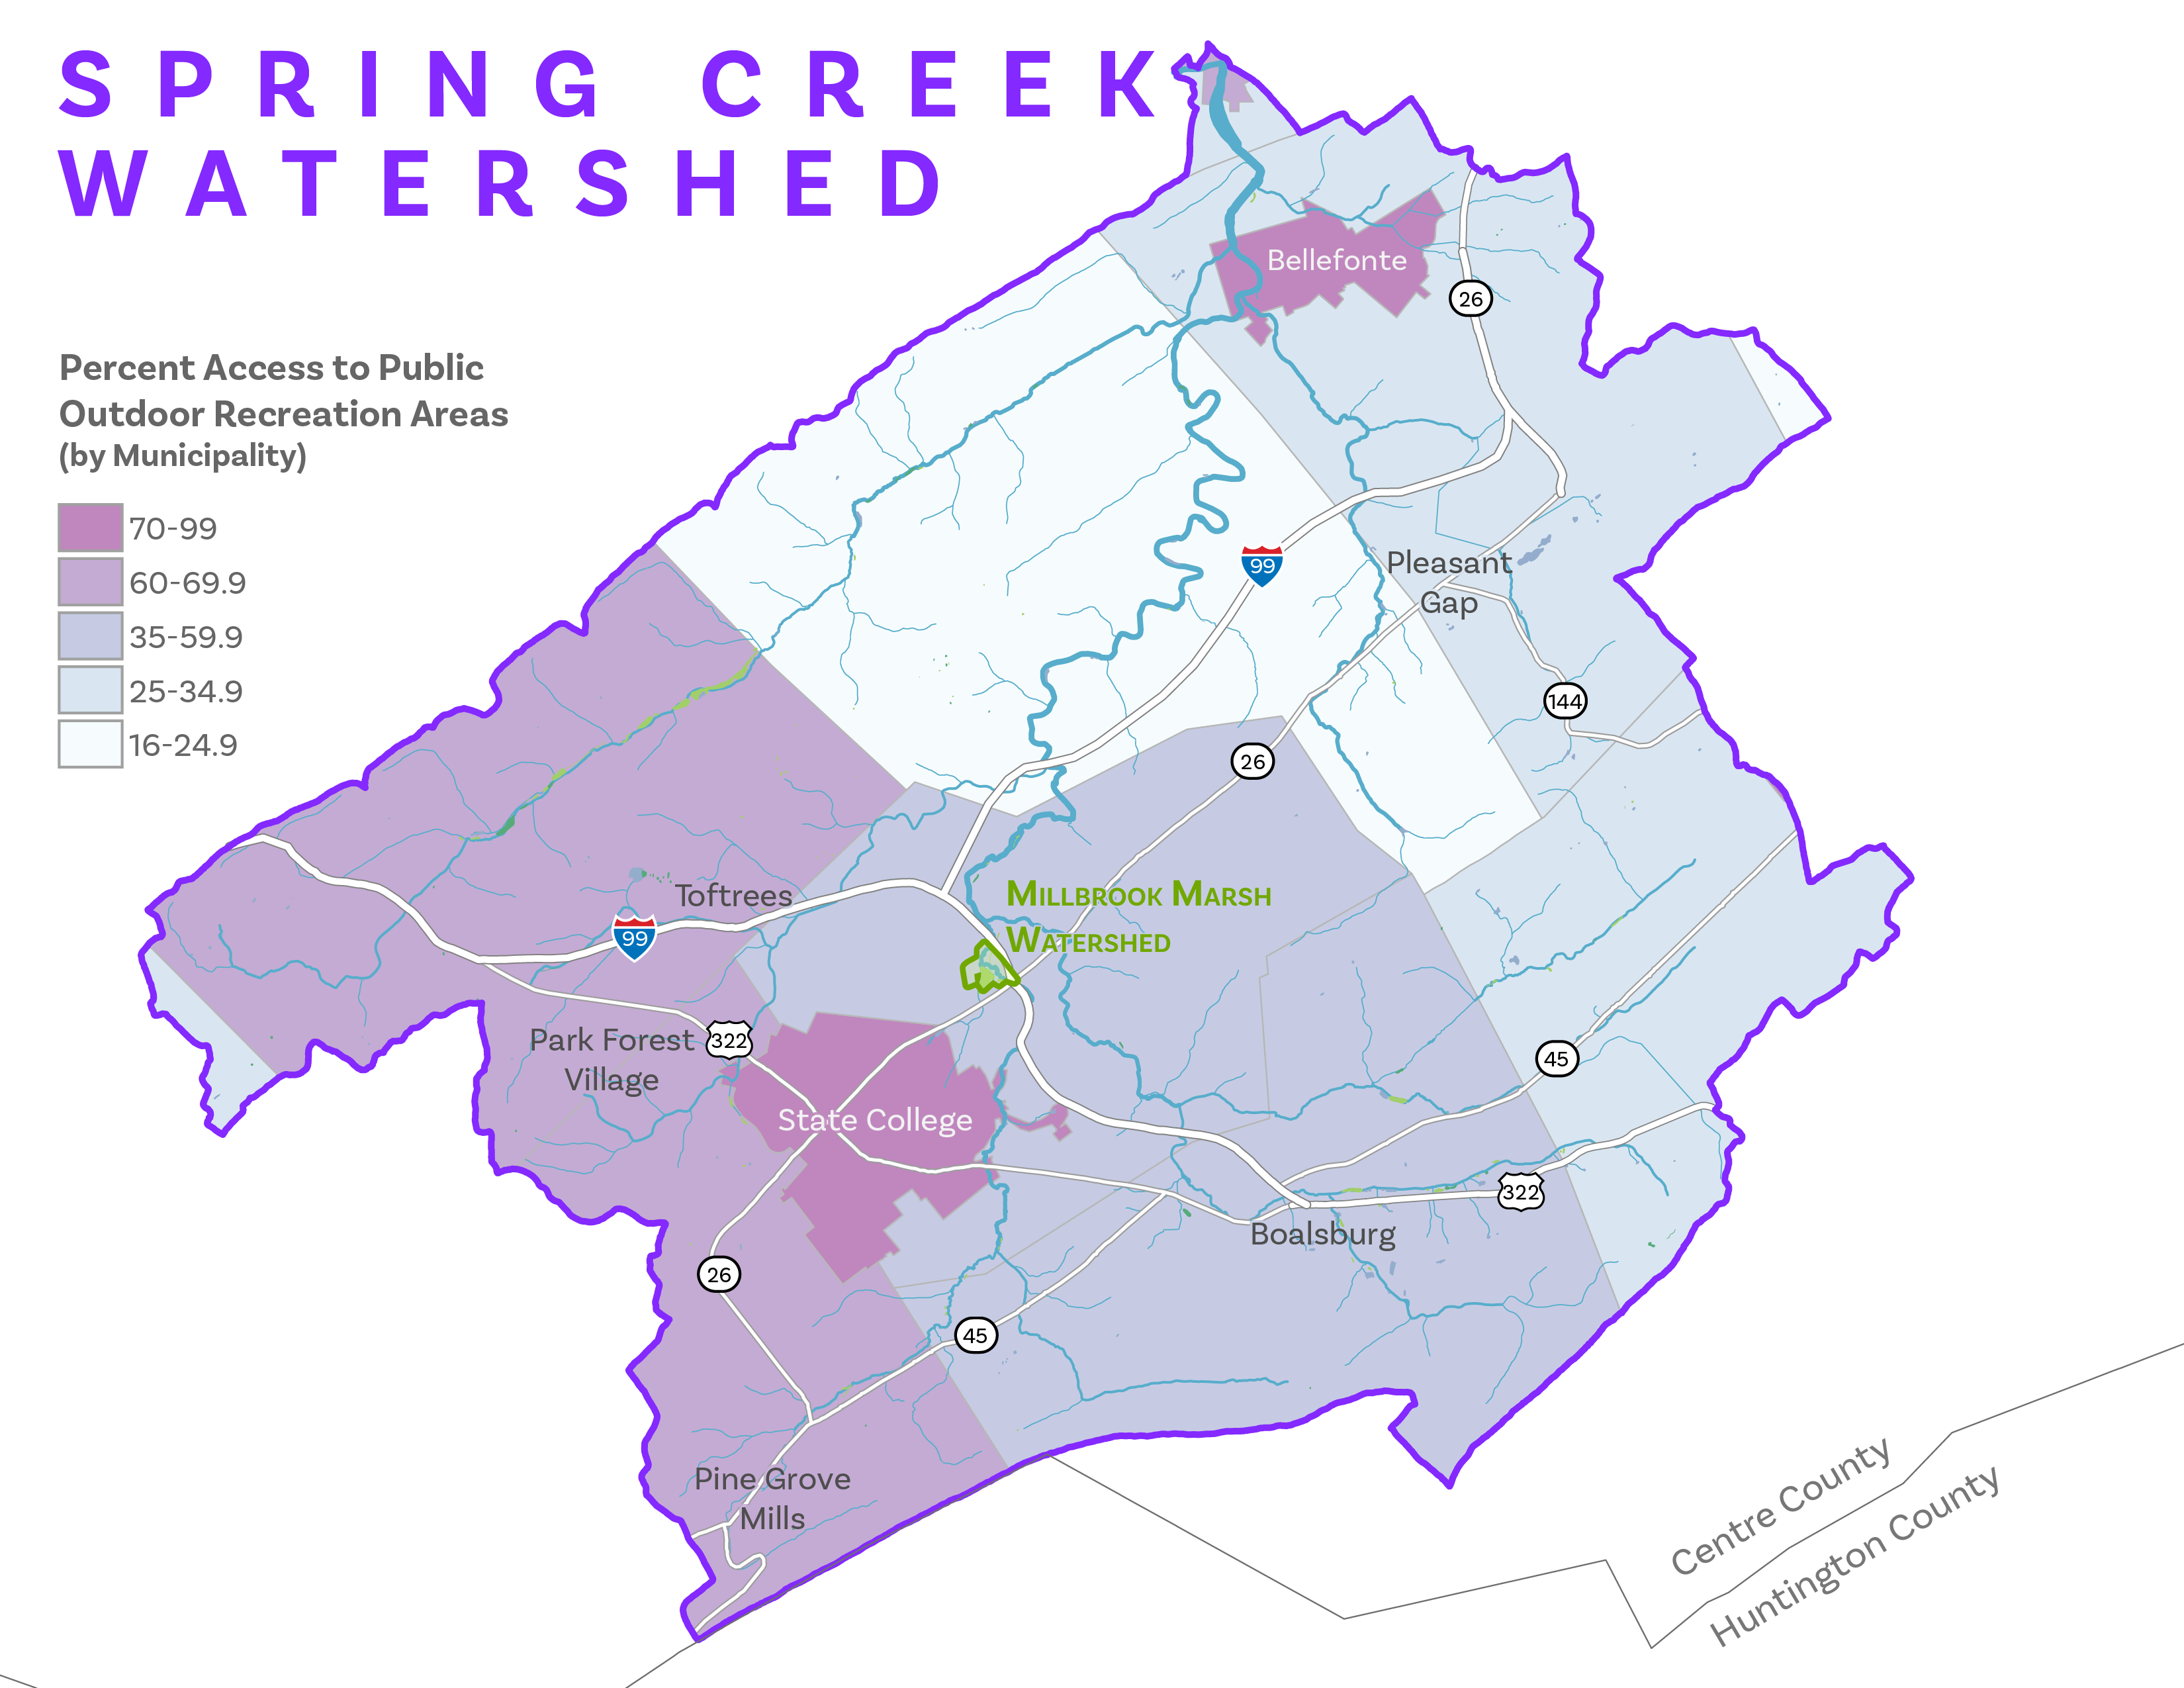 SPRING CREEK
WATERSHED
Percent Access to Public
Outdoor Recreation Areas
(by Municipality)
70-99
60-69.9
35-59.9
25-34.9
16-24.9
Bellefonte
26
99
Pleasant
Gap
144
26
Toftrees
99
Millbrook Marsh
Watershed
Park Forest
Village
322
State College
45
322
Boalsburg
26
45
Pine Grove
Mills
Centre County
Huntington County